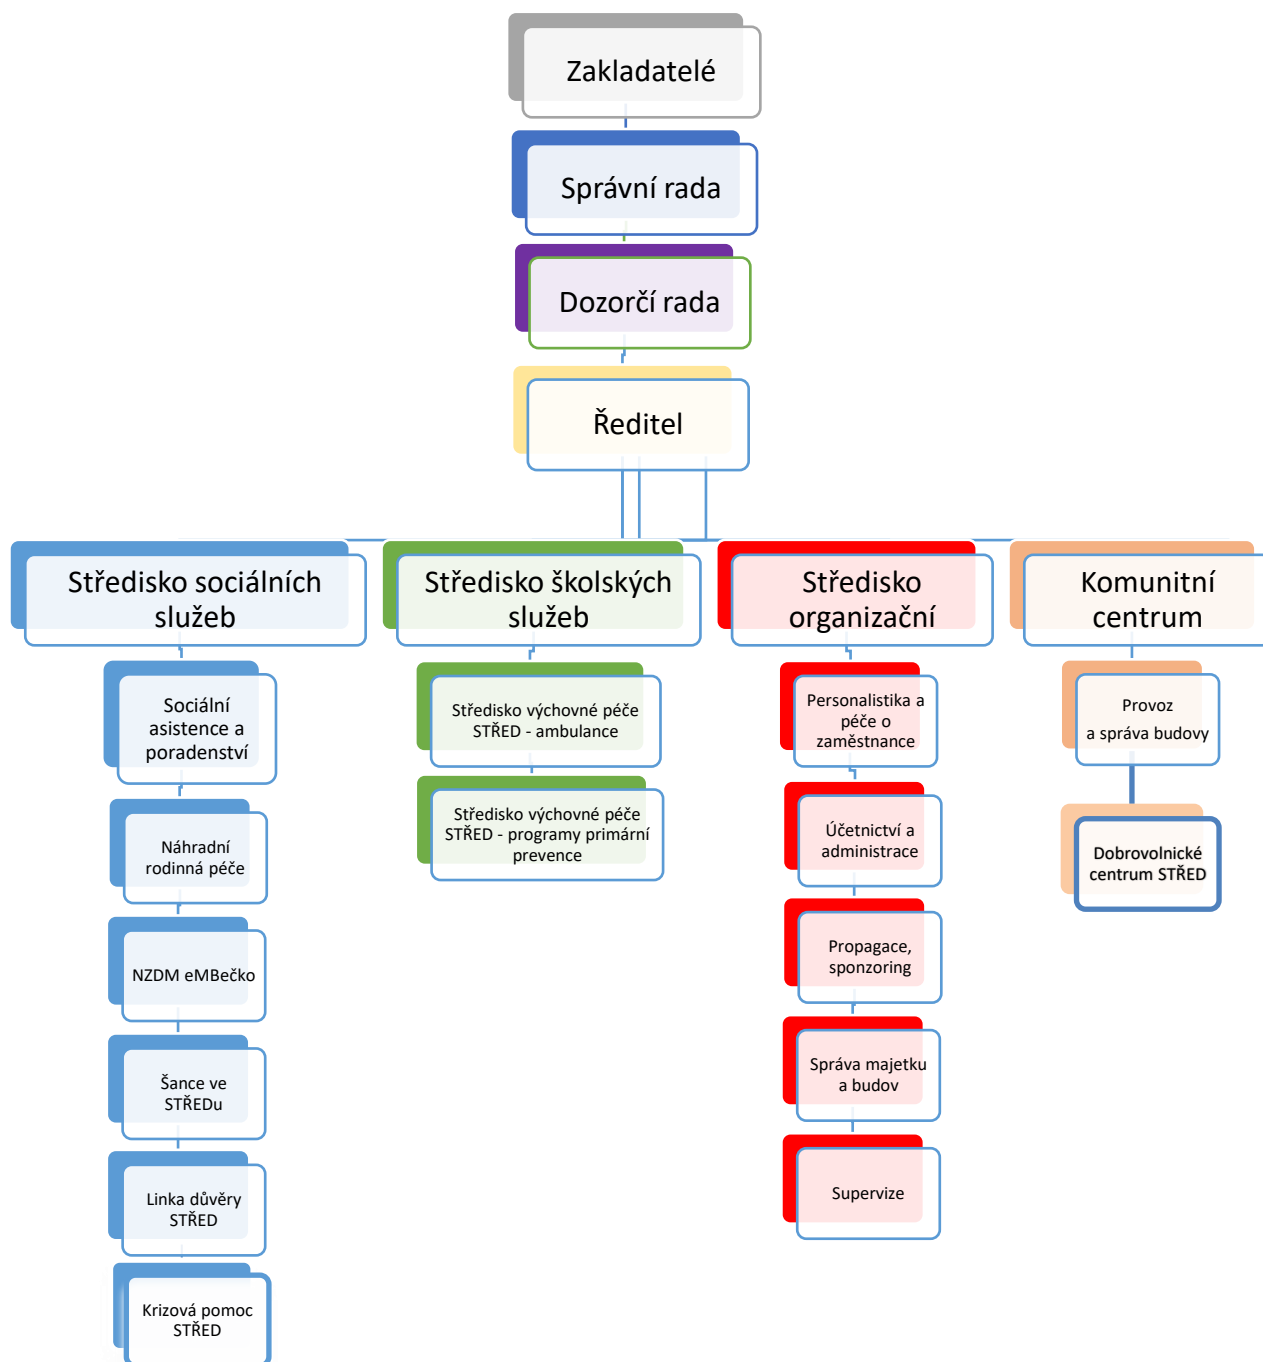 Zakladatelé
Správní rada
Dozorčí rada
Ředitel
Středisko sociálních
služeb
Sociální
asistence a
poradenství
Náhradní
rodinná péče
NZDM eMBečko
Šance ve
STŘEDu
Linka důvěry
STŘED
Krizová pomoc
STŘED
Středisko školských
služeb
Středisko výchovné péče
STŘED - ambulance
Středisko výchovné péče
STŘED - programy primární
prevence
Středisko
organizační
Personalistika a
péče o
zaměstnance
Účetnictví a
administrace
Propagace,
sponzoring
Správa majetku
a budov
Supervize
Komunitní
centrum
Provoz
a správa budovy
Dobrovolnické
centrum STŘED